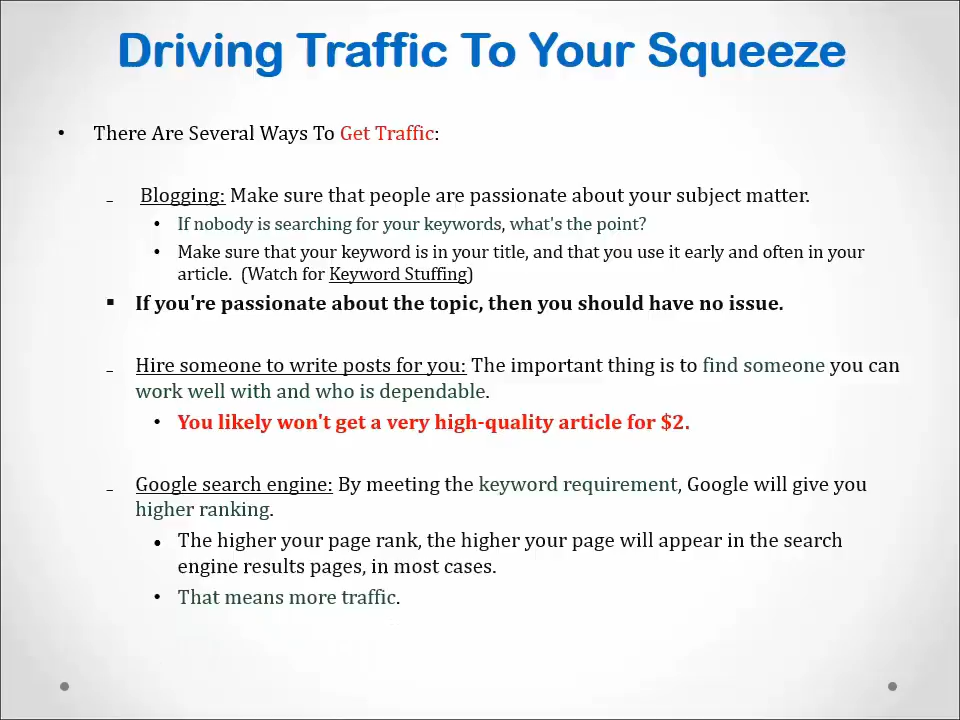 Driving Traffic To Your Squeeze
• There Are Several Ways To Get Traffic:
– Blogging: Make sure that people are passionate about your subject matter.
• If nobody is searching for your keywords, what's the point?
• Make sure that your keyword is in your title, and that you use it early and often in your
article. (Watch for Keyword Stuffing)
▪ If you're passionate about the topic, then you should have no issue.
– Hire someone to write posts for you: The important thing is to find someone you can
work well with and who is dependable.
• You likely won't get a very high-quality article for $2.
– Google search engine: By meeting the keyword requirement, Google will give you
higher ranking.
• The higher your page rank, the higher your page will appear in the search
engine results pages, in most cases.
• That means more traffic.